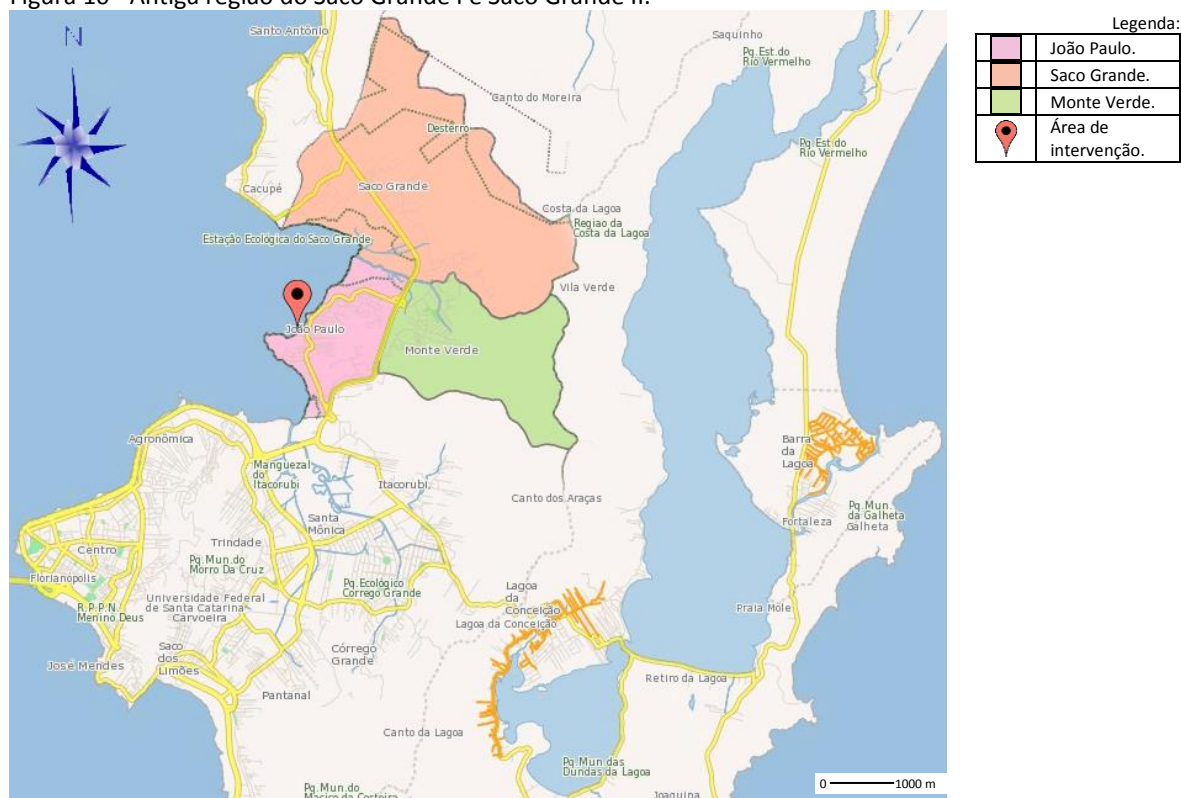 Figura 10 - Antiga região do Saco Grande I e Saco Grande II.
Legenda:
João Paulo.
Saco Grande.
Monte Verde.
Área de
intervenção.
N
Santo Antônio
Saquinho
Pq.Est.do
Rio Vermelho
Canto do Moreira
Desterro
Pq.Est.do
Rio Vermelho
Cacupé
Saco Grande
Costa da Lagoa
Regiao da
Costa da Lagoa
Estação Ecológica do Saco Grande
Vila Verde
João Paulo
Monte Verde
Agronômica
Barra
da
Lagoa
Manguezal
do
Itacorubi
Itacorubi
Canto dos Araças
Pq.Mun.
da Galheta
Galheta
Fortaleza
Santa
Mônica
Trindade
Centro
Pq.Mun.do
Morro Da Cruz
Florianopolis
Pq.Ecológico
Corrego Grande
Lagoa
da
Conceição
Lagoa da Conceição
Praia Mole
Universidade Federal
de Santa Catarina
Carvoeira
R.P.P.N.
Menino Deus
Saco
dos
Limões
Córrego
Grande
José Mendes
Retiro da Lagoa
Pantanal
Canto da Lagoa
Pq.Mun.das
Dundas da Lagoa
Pq.Mun.do
Macico da Costeira
Joaquina
0 1000 m